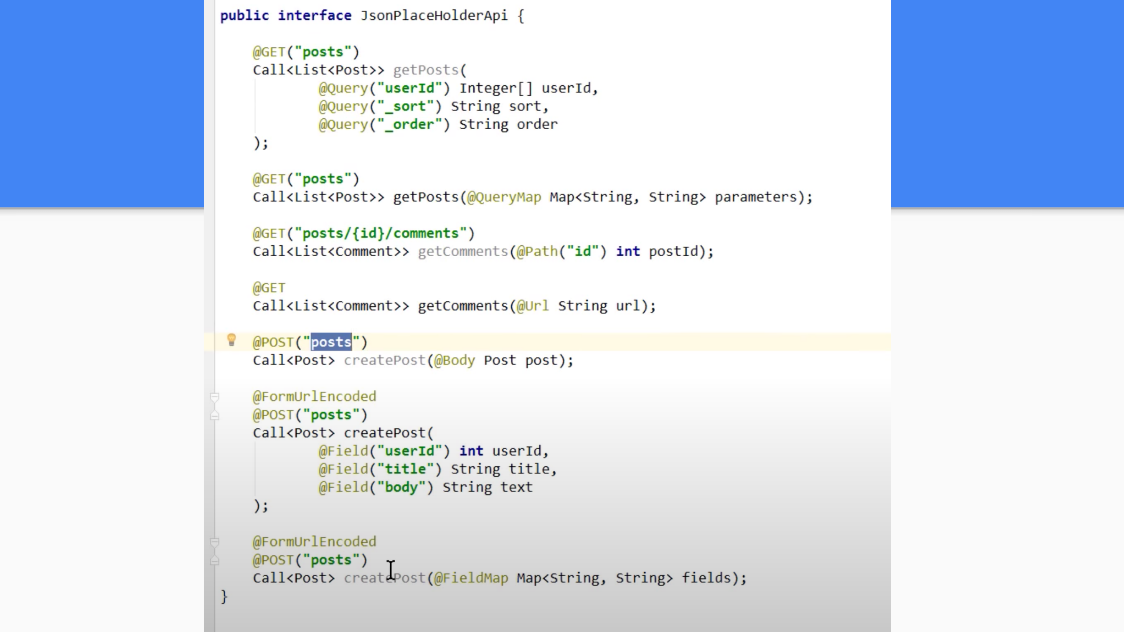 public interface JsonPlaceHolderApi {
@GET("posts")
Call<List<Post>> getPosts(
@Query("userId") Integer[] userId,
@Query("_sort") String sort,
@Query("_order") String order
);
@GET("posts")
Call<List<Post>> getPosts(@QueryMap Map<String, String> parameters);
@GET("posts/{id}/comments")
Call<List<Comment>> getComments(@Path("id") int postId);
@GET
Call<List<Comment>> getComments(@Url String url);
@POST("posts")
Call<Post> createPost(@Body Post post);
@FormUrlEncoded
@POST("posts")
Call<Post> createPost(
@Field("userId") int userId,
@Field("title") String title,
@Field("body") String text
);
@FormUrlEncoded
@POST("posts")
Call<Post> createPost(@FieldMap Map<String, String> fields);
}